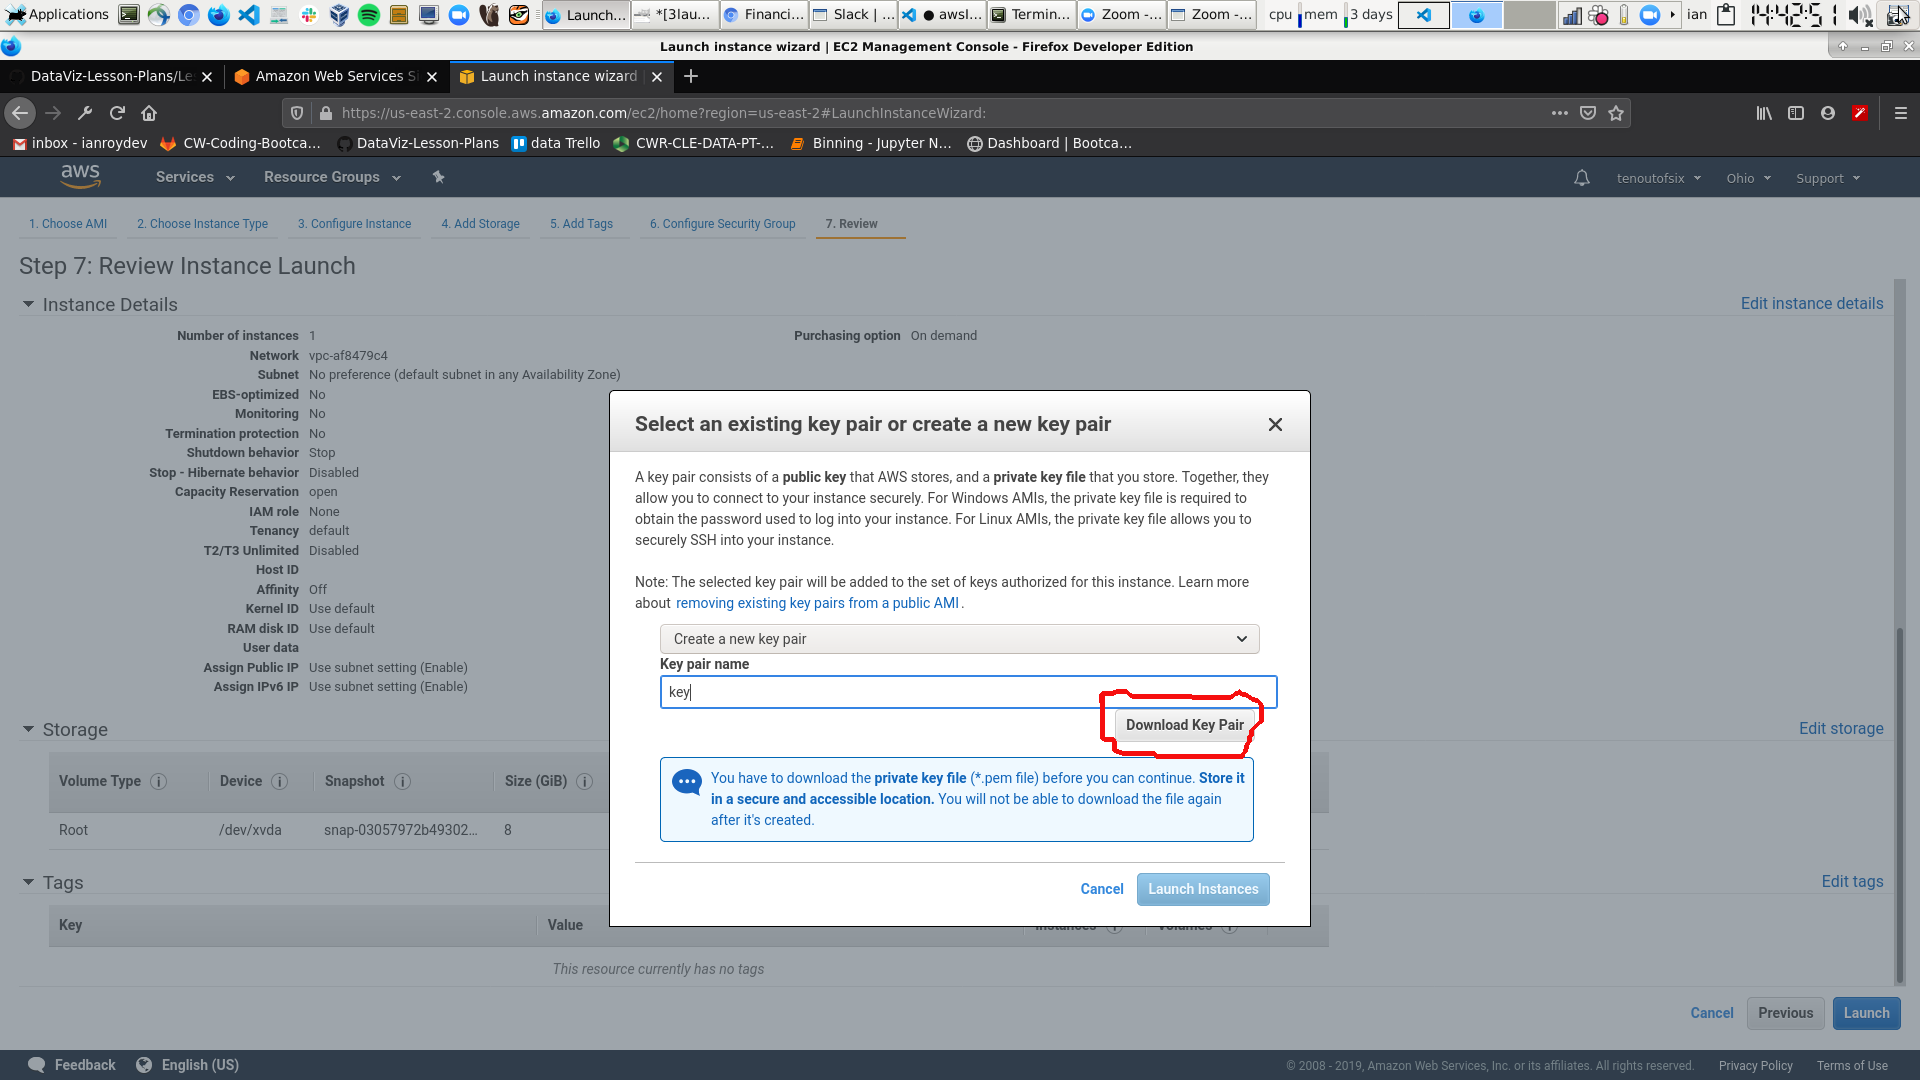 Applications
Launch...
*[3lau...
Financi...
Slack | ...
● awsI...
Termin...
Zoom -...
Zoom -...
cpu
mem
3 days
ian
14:42:51
Launch instance wizard | EC2 Management Console - Firefox Developer Edition
DataViz-Lesson-Plans/Le
Amazon Web Services S
Launch instance wizard
https://us-east-2.console.aws.amazon.com/ec2/home?region=us-east-2#LaunchInstanceWizard:
inbox - ianroydev
CW-Coding-Bootca...
DataViz-Lesson-Plans
data Trello
CWR-CLE-DATA-PT-...
Binning - Jupyter N...
Dashboard | Bootca...
aws
Services
Resource Groups
tenoutofsix
Ohio
Support
1. Choose AMI
2. Choose Instance Type
3. Configure Instance
4. Add Storage
5. Add Tags
6. Configure Security Group
7. Review
Step 7: Review Instance Launch
Instance Details
Edit instance details
Number of instances 1
Purchasing option On demand
Network vpc-af8479c4
Subnet No preference (default subnet in any Availability Zone)
EBS-optimized No
Monitoring No
Termination protection No
Shutdown behavior Stop
Stop - Hibernate behavior Disabled
Capacity Reservation open
IAM role None
Tenancy default
T2/T3 Unlimited Disabled
Host ID
Affinity Off
Kernel ID Use default
RAM disk ID Use default
User data
Assign Public IP Use subnet setting (Enable)
Assign IPv6 IP Use subnet setting (Enable)
Select an existing key pair or create a new key pair
A key pair consists of a public key that AWS stores, and a private key file that you store. Together, they
allow you to connect to your instance securely. For Windows AMIs, the private key file is required to
obtain the password used to log into your instance. For Linux AMIs, the private key file allows you to
securely SSH into your instance.
Note: The selected key pair will be added to the set of keys authorized for this instance. Learn more
about removing existing key pairs from a public AMI.
Create a new key pair
Key pair name
key
Download Key Pair
You have to download the private key file (*.pem file) before you can continue. Store it
in a secure and accessible location. You will not be able to download the file again
after it's created.
Cancel
Launch Instances
Storage
Edit storage
Volume Type
Device
Snapshot
Size (GiB)
Root
/dev/xvda
snap-03057972b49302...
8
Tags
Edit tags
Key
Value
Instances
Volumes
This resource currently has no tags
Cancel
Previous
Launch
Feedback
English (US)
© 2008 - 2019, Amazon Web Services, Inc. or its affiliates. All rights reserved.
Privacy Policy
Terms of Use